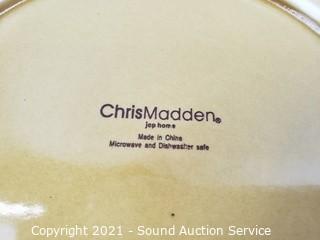 ChrisMadden®
jcp home
Made in China
Microwave and Dishwasher safe
Copyright 2021 - Sound Auction Service